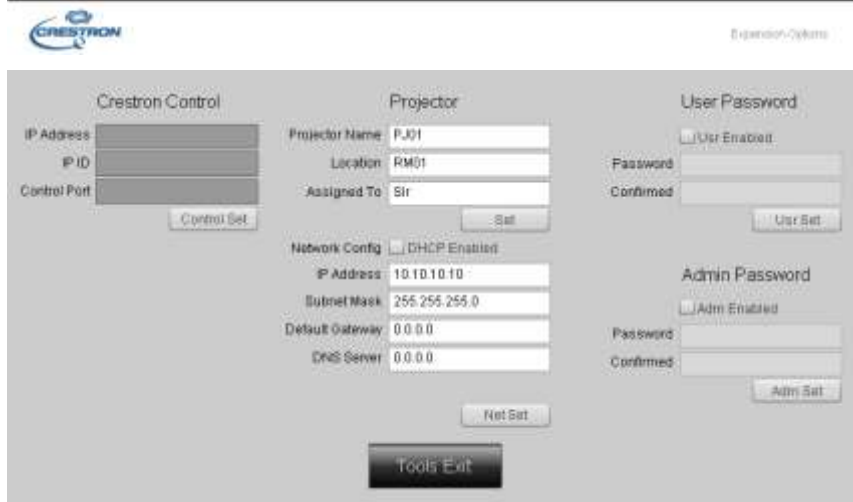 CRESTRON
Expansion Options
Crestron Control
IP Address
IP ID
Control Port
Control Set
Projector
Projector Name PJ01
Location RM01
Assigned To Sir
Set
Network Config DHCP Enabled
IP Address 10.10.10.10
Subnet Mask 255.255.255.0
Default Gateway 0.0.0.0
DNS Server 0.0.0.0
Net Set
User Password
Usr Enabled
Password
Confirmed
Usr Set
Admin Password
Adm Enabled
Password
Confirmed
Adm Set
Tools Exit